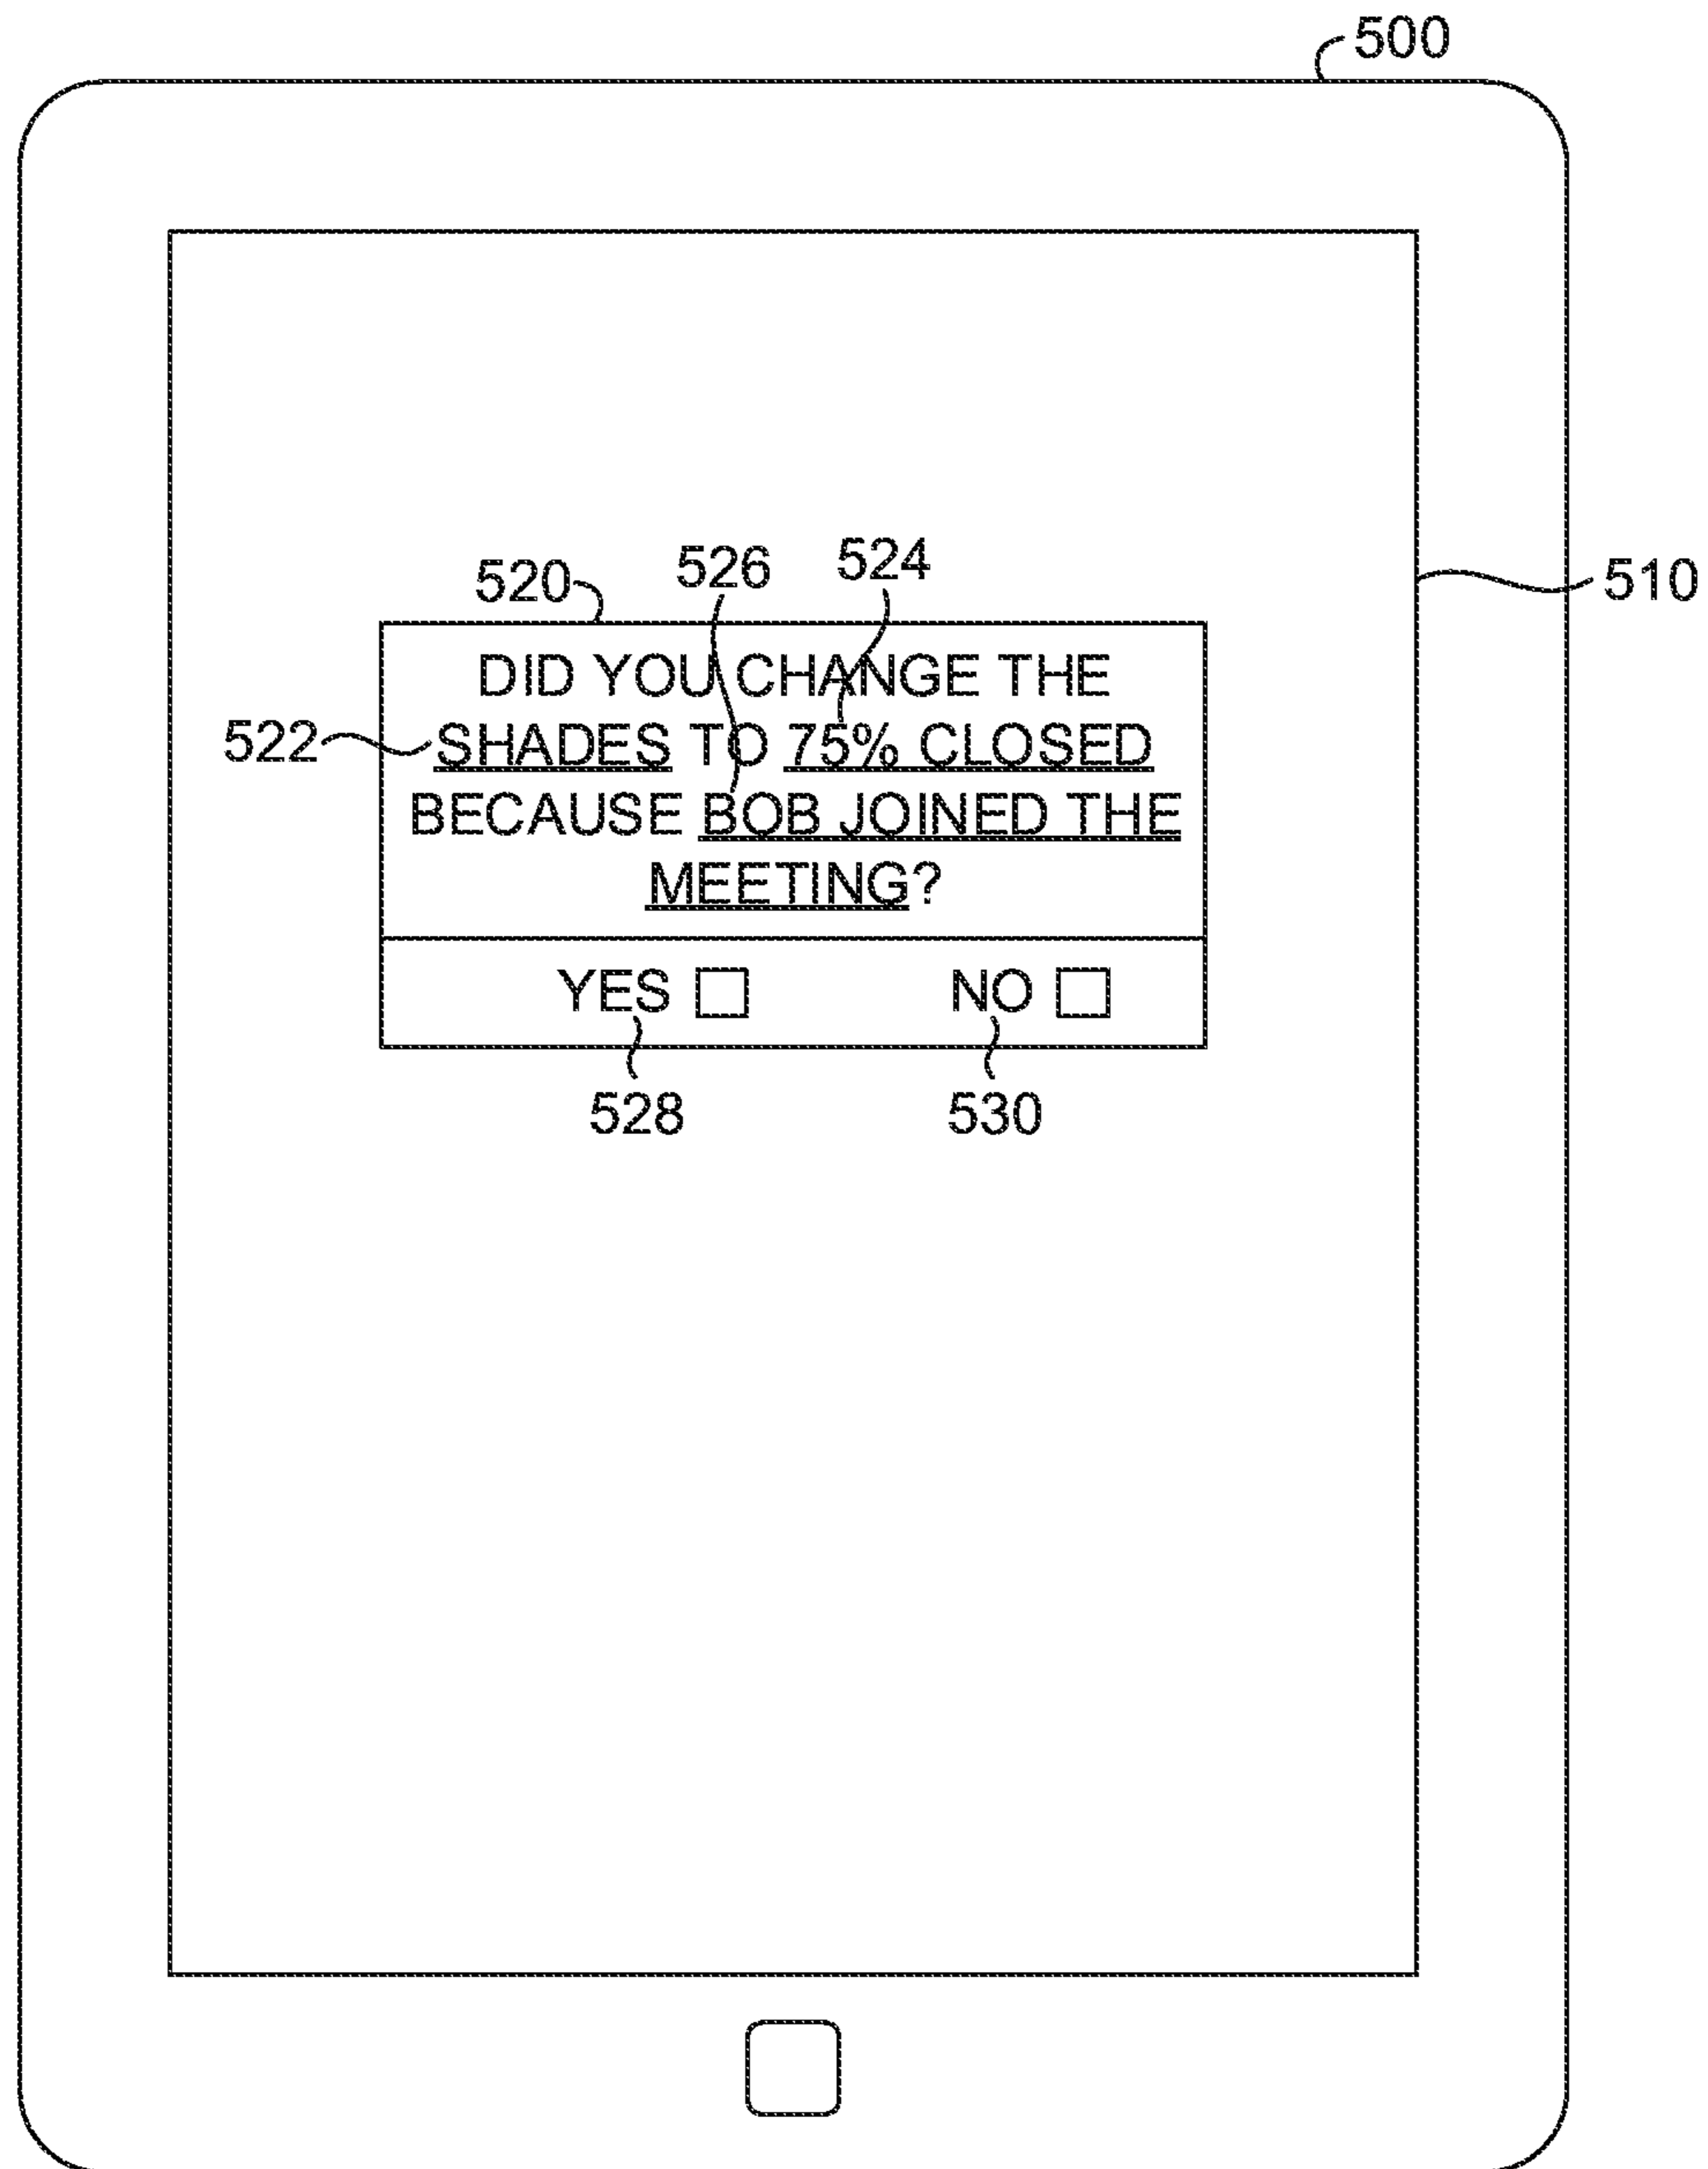 500
510
520
526
524
DID YOU CHANGE THE
522
SHADES TO 75% CLOSED
BECAUSE BOB JOINED THE
MEETING?
YES
NO
528
530